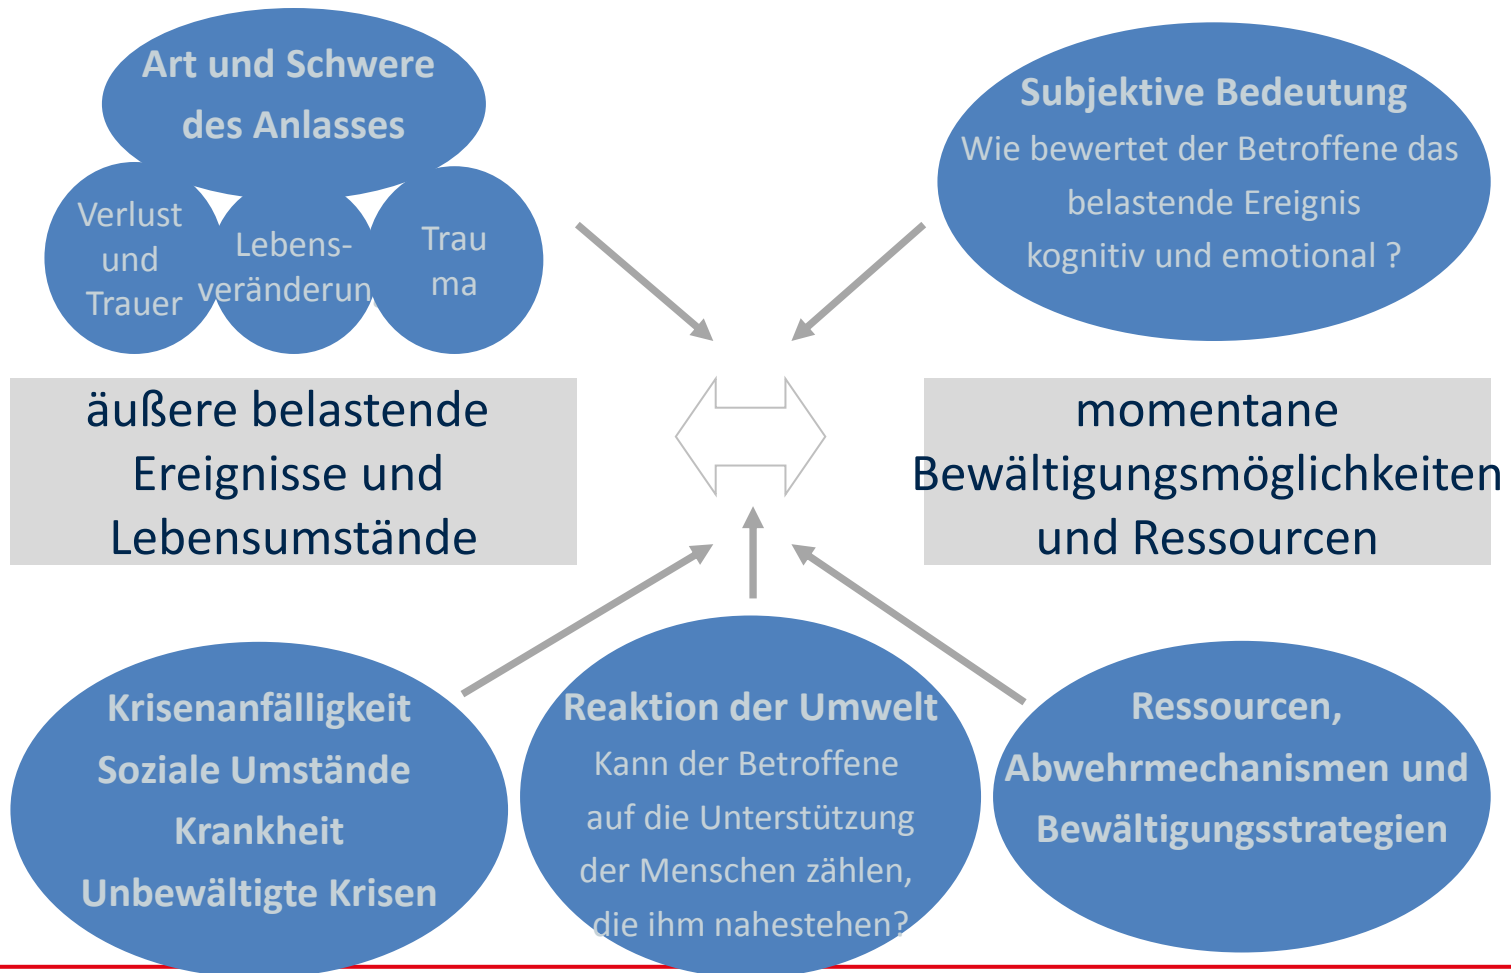 Art und Schwere
des Anlasses
Verlust
und
Trauer
Lebens-
veränderun
Trau
ma
Subjektive Bedeutung
Wie bewertet der Betroffene das
belastende Ereignis
kognitiv und emotional ?
äußere belastende
Ereignisse und
Lebensumstände
momentane
Bewältigungsmöglichkeiten
und Ressourcen
Krisenanfälligkeit
Soziale Umstände
Krankheit
Unbewältigte Krisen
Reaktion der Umwelt
Kann der Betroffene
auf die Unterstützung
der Menschen zählen,
die ihm nahestehen?
Ressourcen,
Abwehrmechanismen und
Bewältigungsstrategien